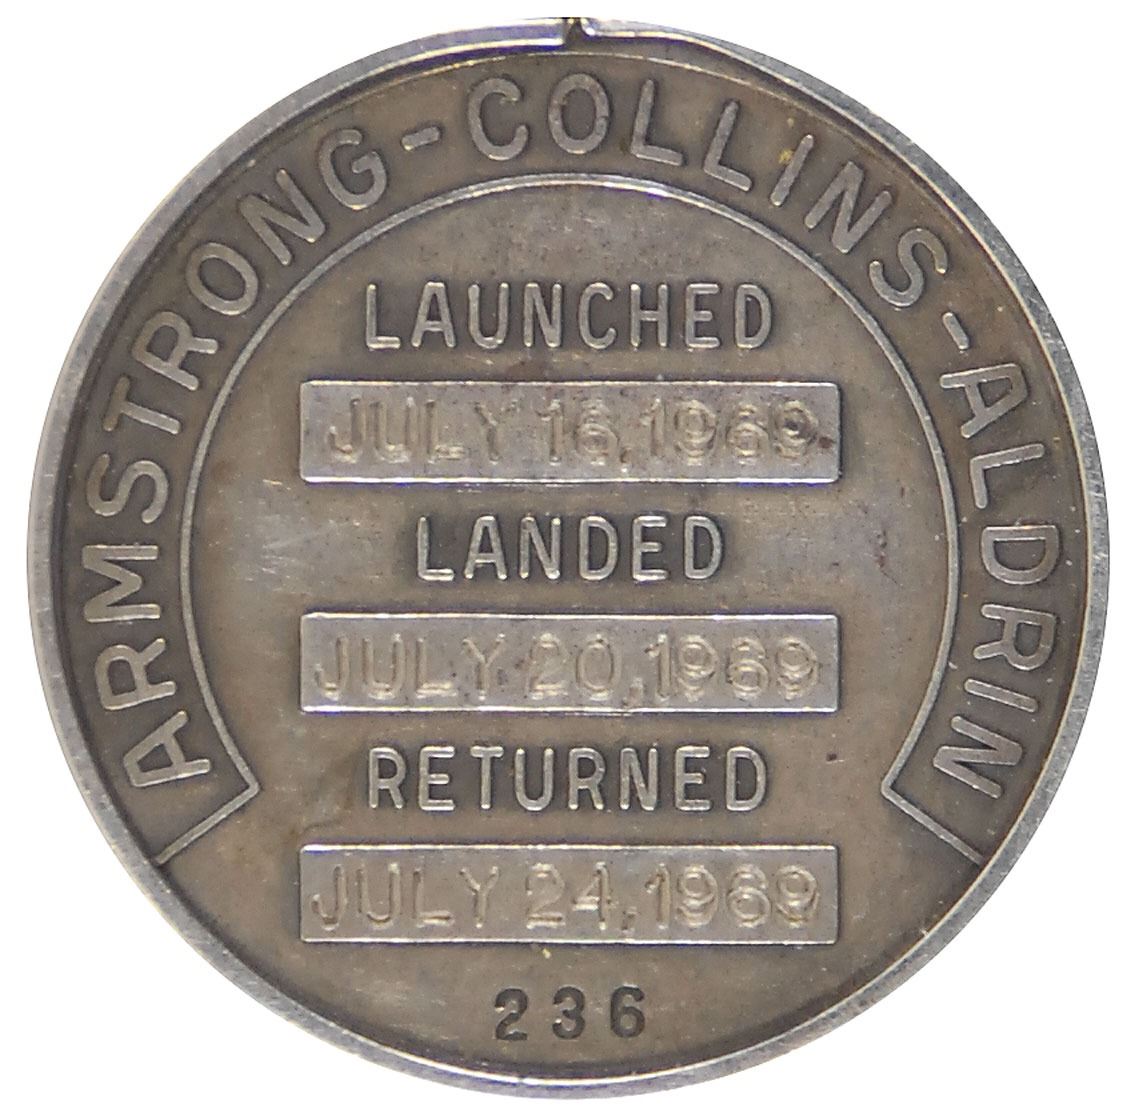 ARMSTRONG-COLLINS-ALDRIN
LAUNCHED
JULY 16,1969
LANDED
JULY 20,1969
RETURNED
JULY 24,1969
236